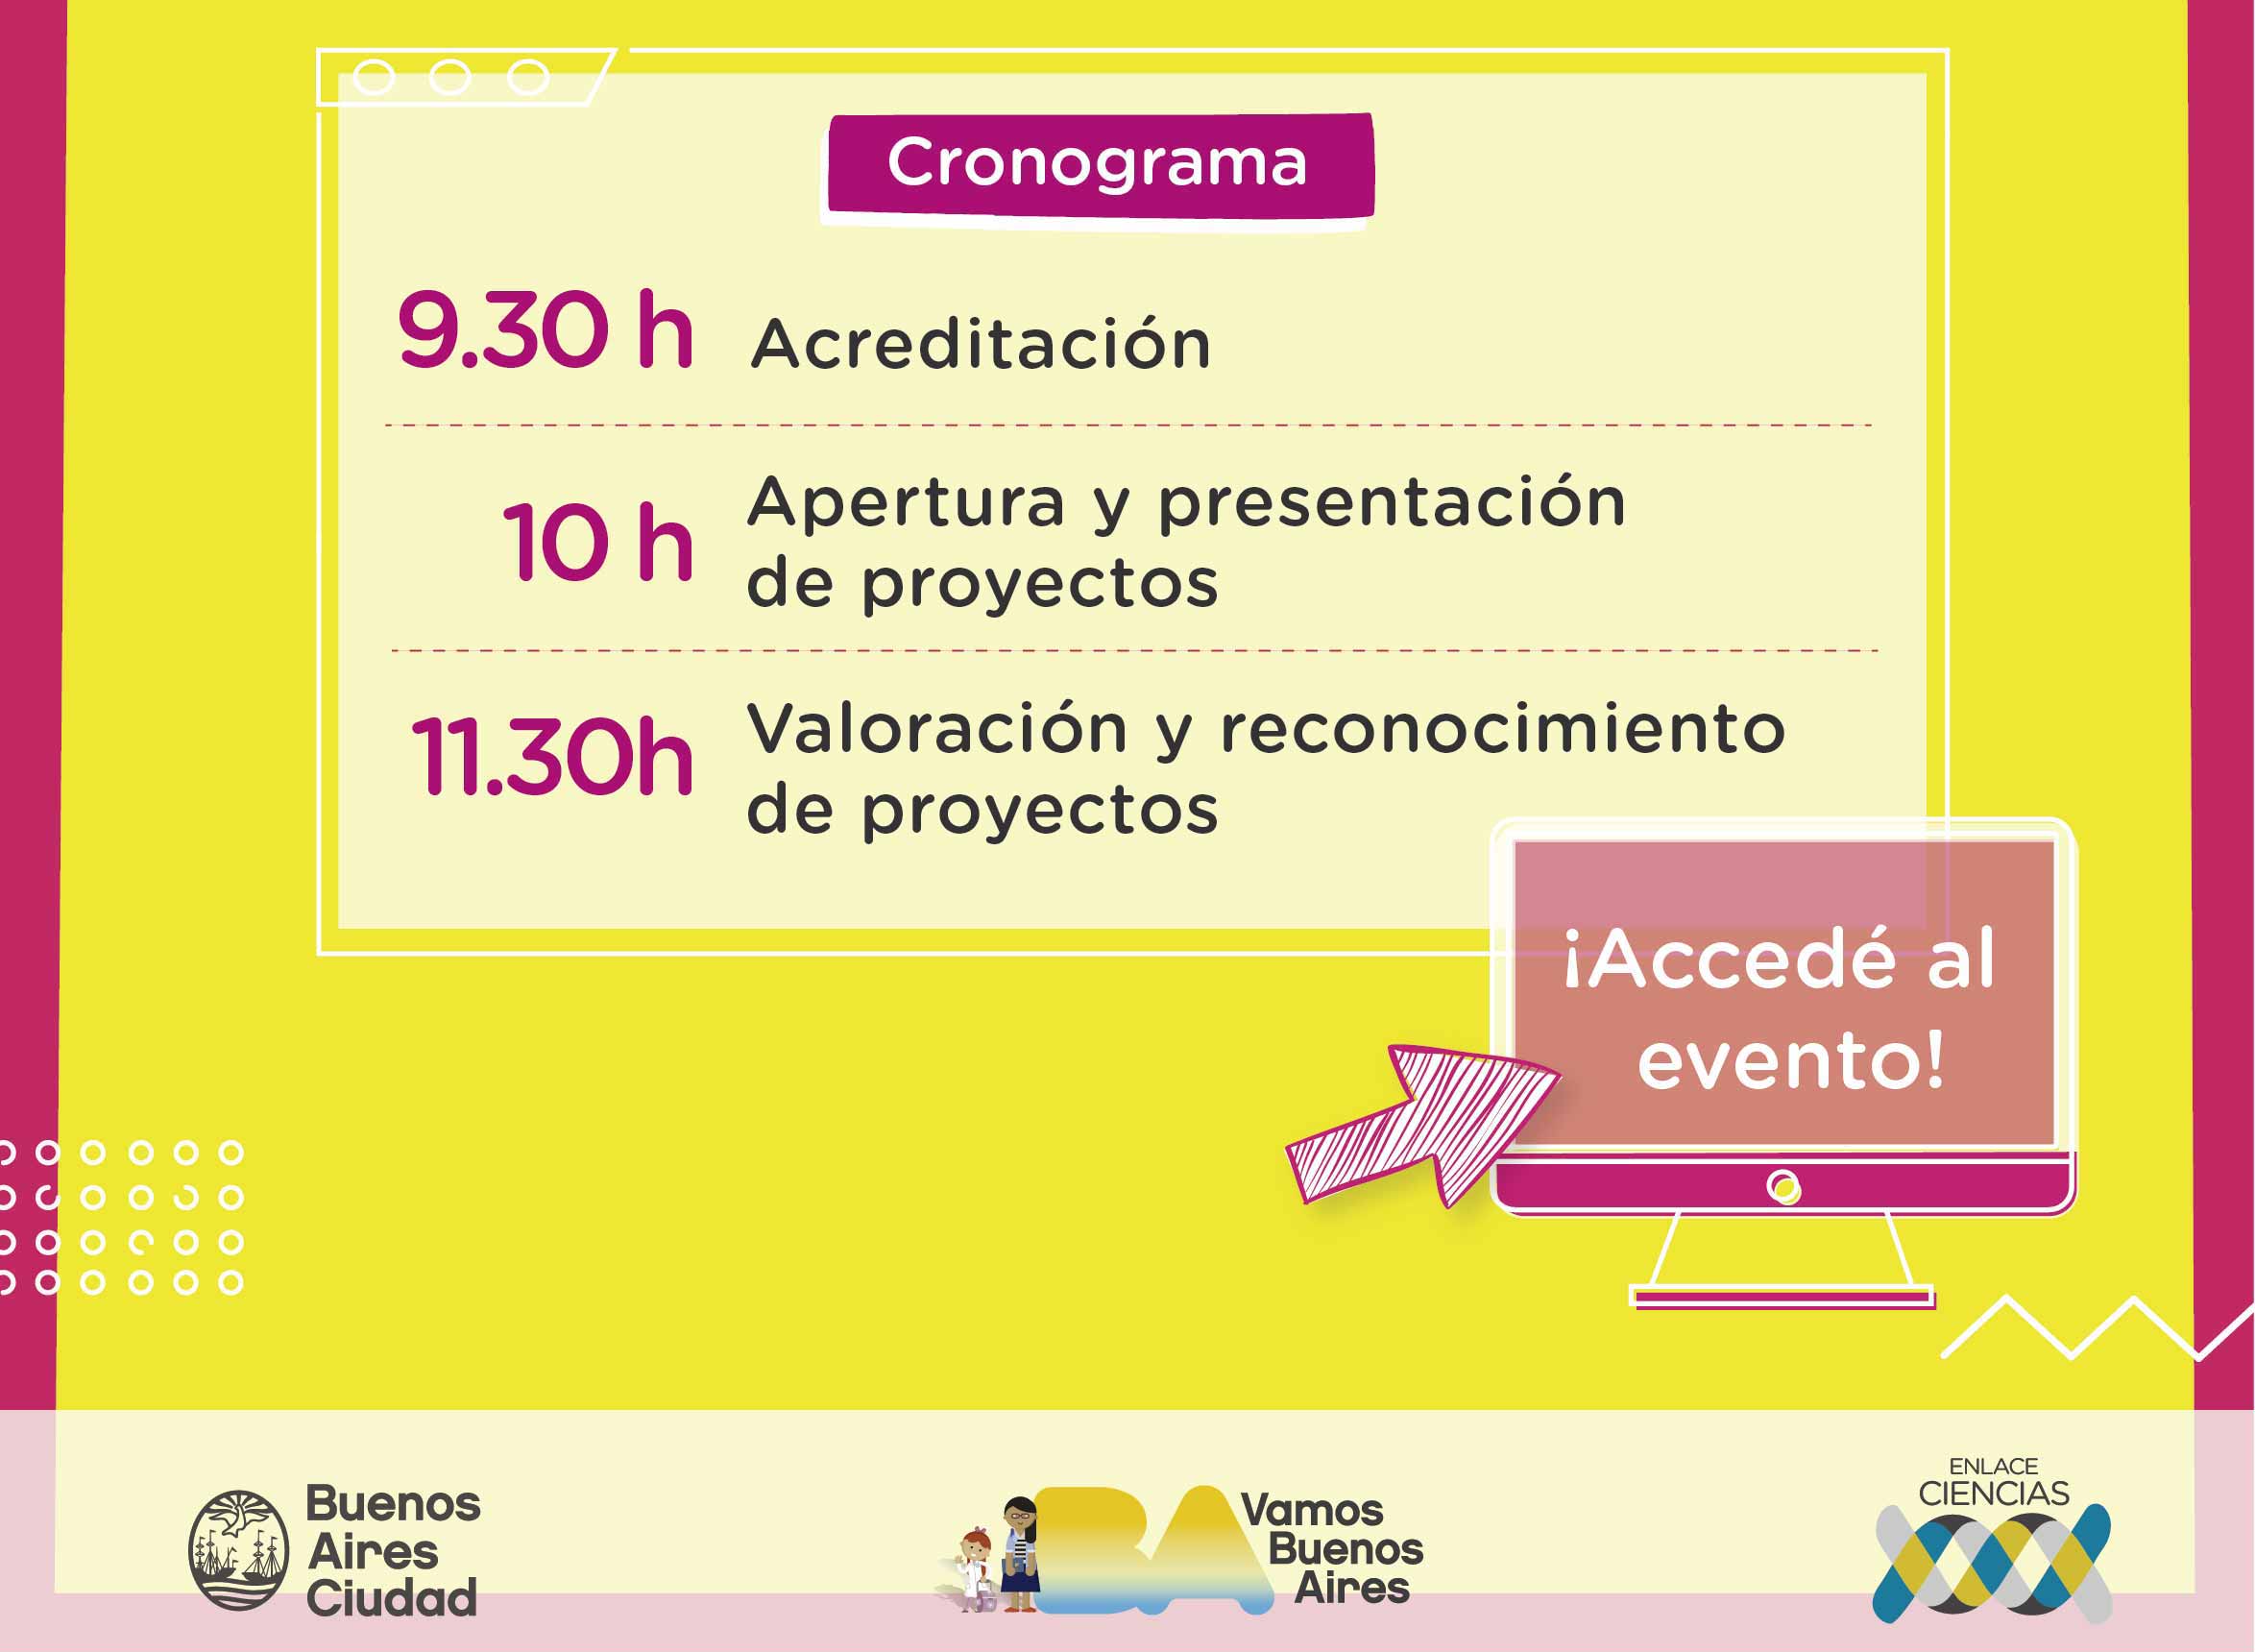 Cronograma
9.30 h Acreditación
10 h Apertura y presentación
de proyectos
11.30h Valoración y reconocimiento
de proyectos
¡Accedé al
evento!
Buenos
Aires
Ciudad
BA
Vamos
Buenos
Aires
ENLACE
CIENCIAS